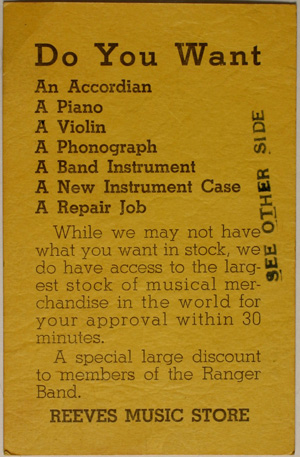 Do You Want
An Accordian
A Piano
A Violin
A Phonograph
A Band Instrument
A New Instrument Case
A Repair Job
While we may not have
what you want in stock, we
do have access to the larg-
est stock of musical mer-
chandise in the world for
your approval within 30
minutes.
A special large discount
to members of the Ranger
Band.
REEVES MUSIC STORE
SEE OTHER SIDE